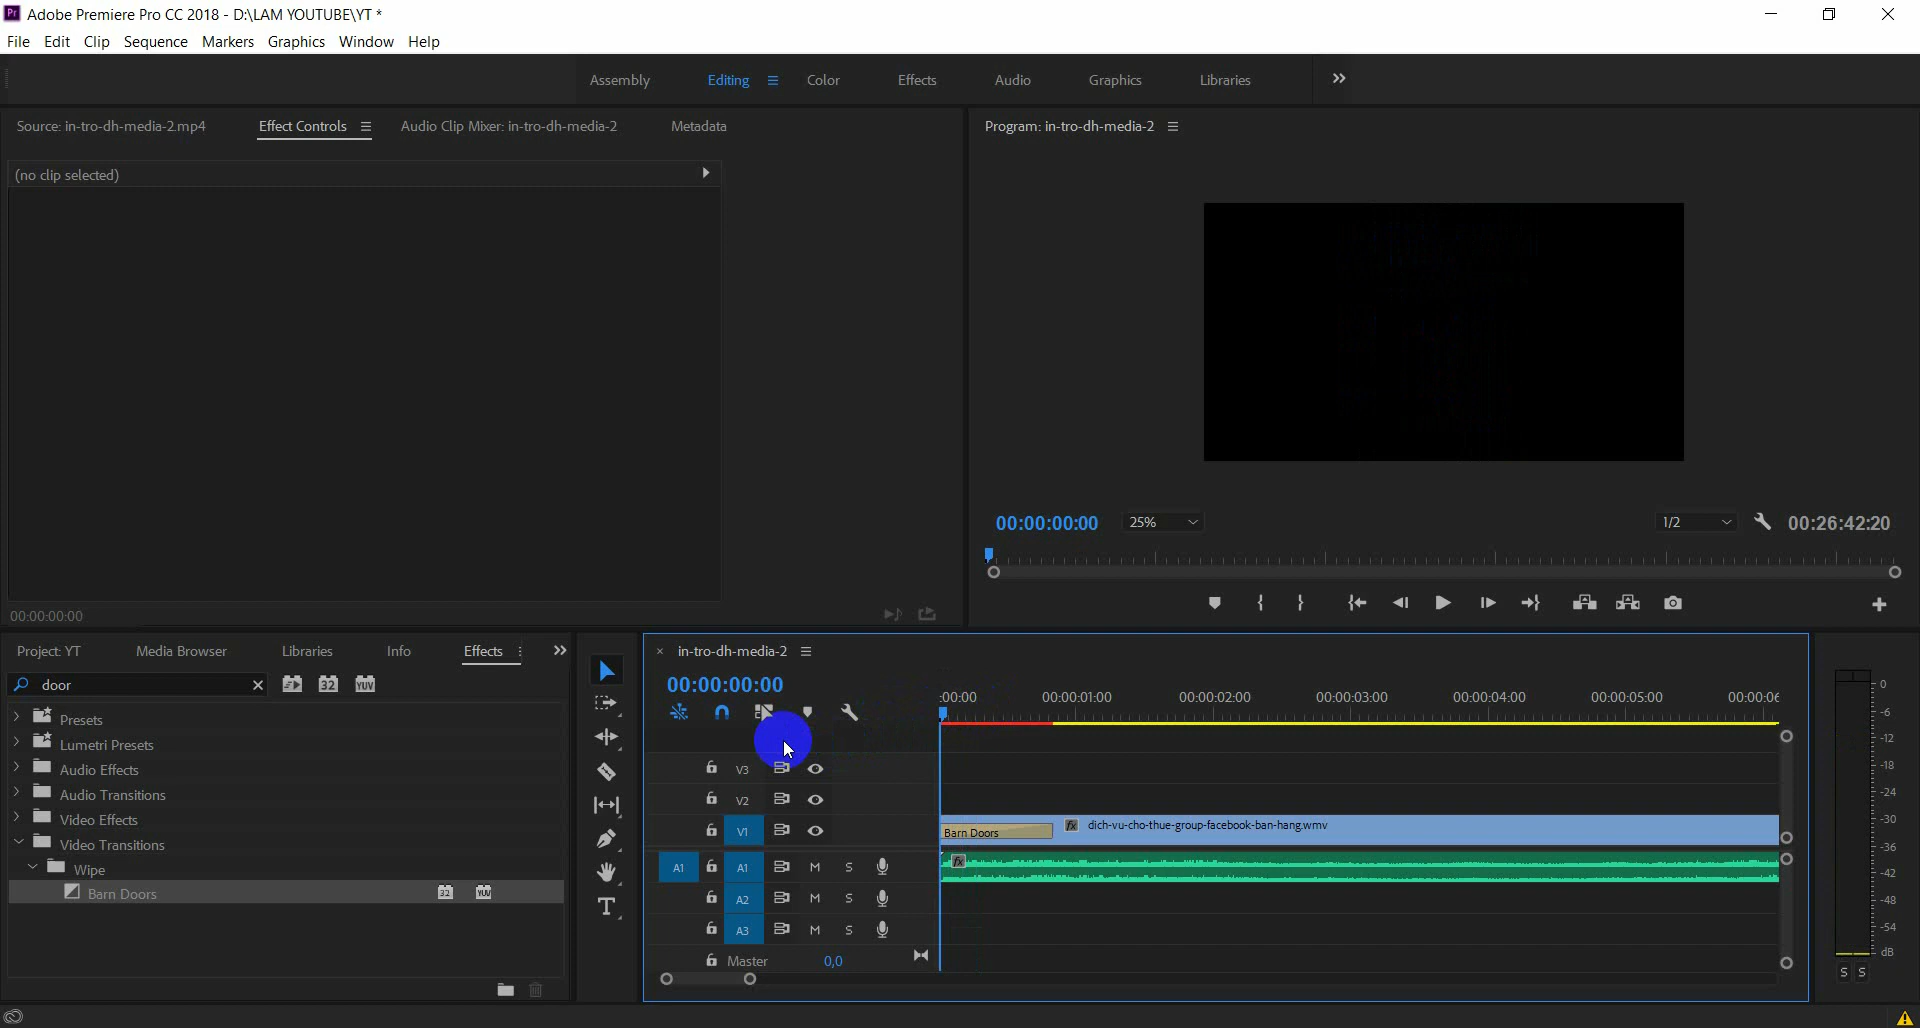 Adobe Premiere Pro CC 2018 - D:\LAM YOUTUBE\YT *
File Edit Clip Sequence Markers Graphics Window Help
Assembly Editing Color Effects Audio Graphics Libraries
Source: in-tro-dh-media-2.mp4 Effect Controls Audio Clip Mixer: in-tro-dh-media-2 Metadata
Program: in-tro-dh-media-2
(no clip selected)
00:00:00:00 25% 1/2 00:26:42:20
00:00:00:00
Project: YT Media Browser Libraries Info Effects
in-tro-dh-media-2
door
00:00:00:00
:00:00 00:00:01:00 00:00:02:00 00:00:03:00 00:00:04:00 00:00:05:00 00:00:06
Presets
Lumetri Presets
Audio Effects
Audio Transitions
Video Effects
Video Transitions
Wipe
Barn Doors 32 YUV
V3
V2
V1
Barn Doors fx dich-vu-cho-thue-group-facebook-ban-hang.wmv
A1 A1 M S fx
A2 M S
A3 M S
Master 0,0
0
-6
-12
-18
-24
-30
-36
-42
-48
-54
dB
S S